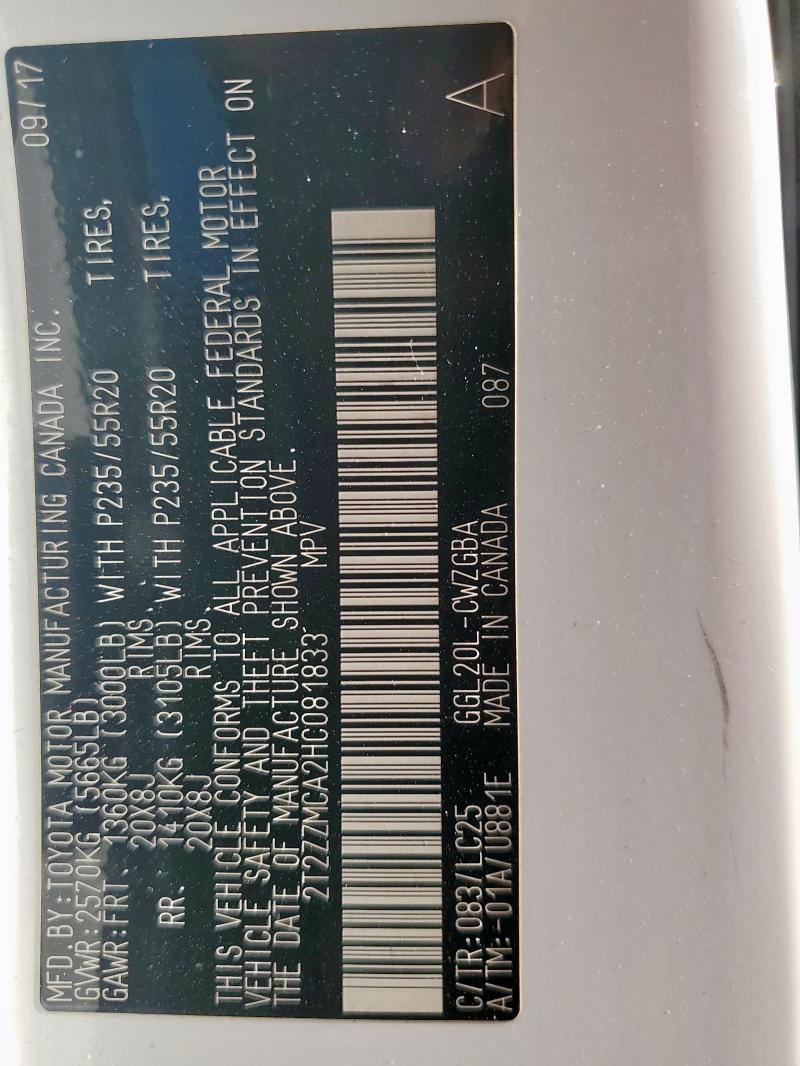 MFD.BY:TOYOTA MOTOR MANUFACTURING CANADA INC. 09/17
GVWR:2570KG (5665LB)
GAWR:FRT. 1360KG (3000LB) WITH P235/55R20 TIRES,
20X8J RIMS,
RR. 1410KG (3105LB) WITH P235/55R20 TIRES,
20X8J RIMS,
THIS VEHICLE CONFORMS TO ALL APPLICABLE FEDERAL MOTOR
VEHICLE SAFETY AND THEFT PREVENTION STANDARDS IN EFFECT ON
THE DATE OF MANUFACTURE SHOWN ABOVE.
2T2ZZMCA2HC081833 MPV
C/TR:083/LC25 GGL20L-CWZGBA
A/TM:-01A/U881E MADE IN CANADA 087 A